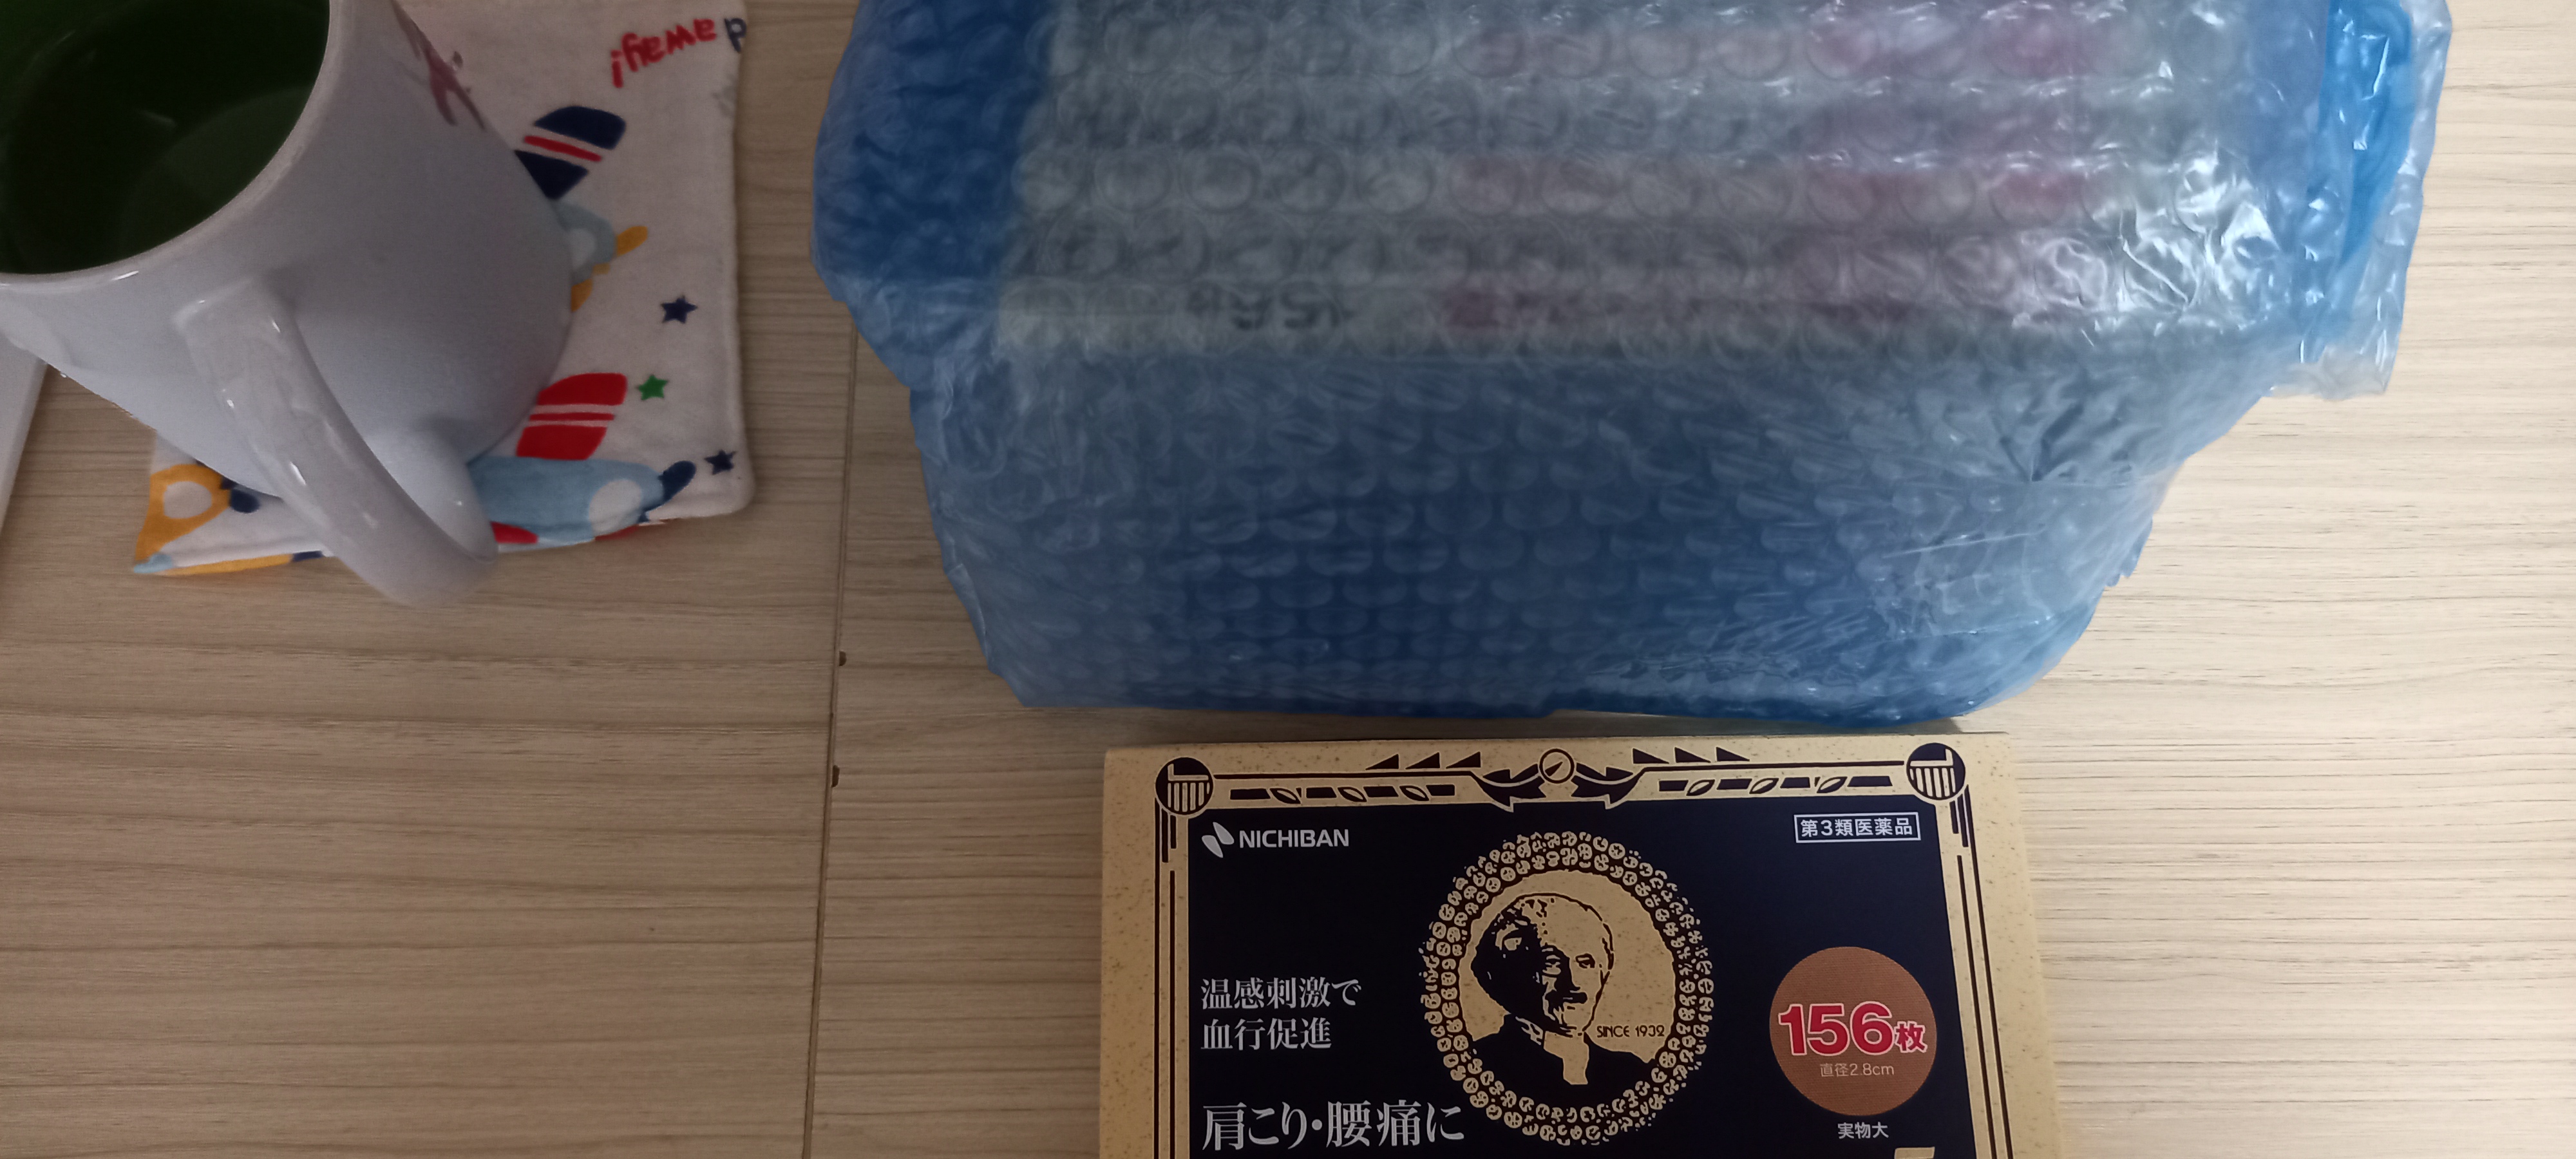 d away!
NICHIBAN
第3類医薬品
温感刺激で
血行促進
SINCE 1932
156枚
直径2.8cm
実物大
肩こり・腰痛に